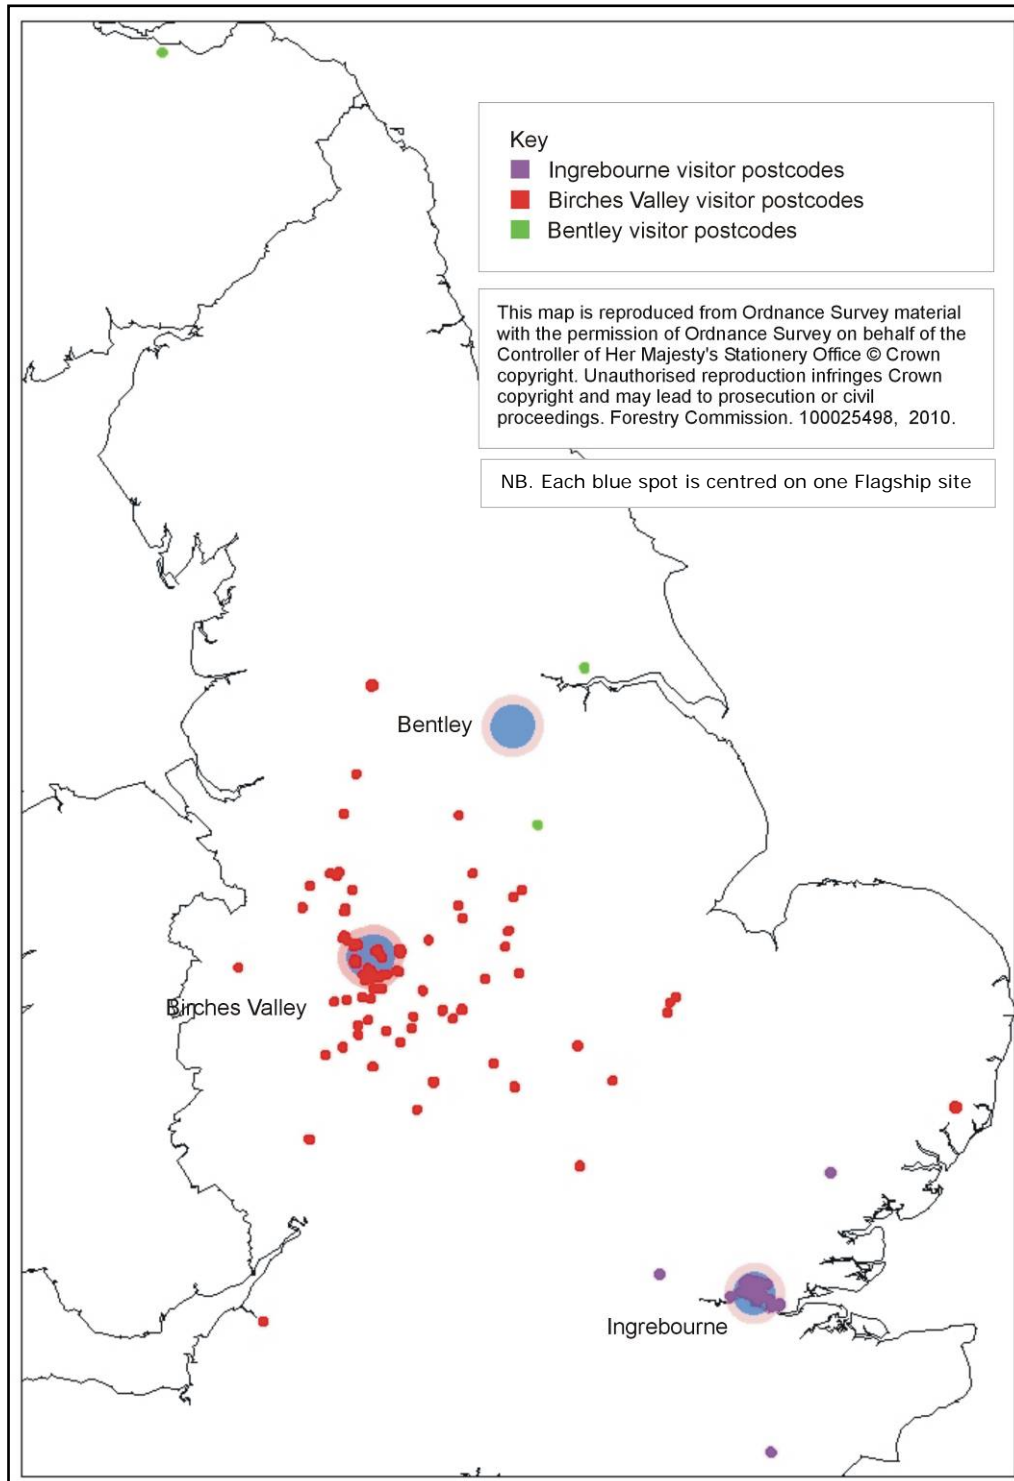 Key
Ingrebourne visitor postcodes
Birches Valley visitor postcodes
Bentley visitor postcodes
This map is reproduced from Ordnance Survey material
with the permission of Ordnance Survey on behalf of the
Controller of Her Majesty's Stationery Office © Crown
copyright. Unauthorised reproduction infringes Crown
copyright and may lead to prosecution or civil
proceedings. Forestry Commission. 100025498, 2010.
NB. Each blue spot is centred on one Flagship site
Bentley
Birches Valley
Ingrebourne